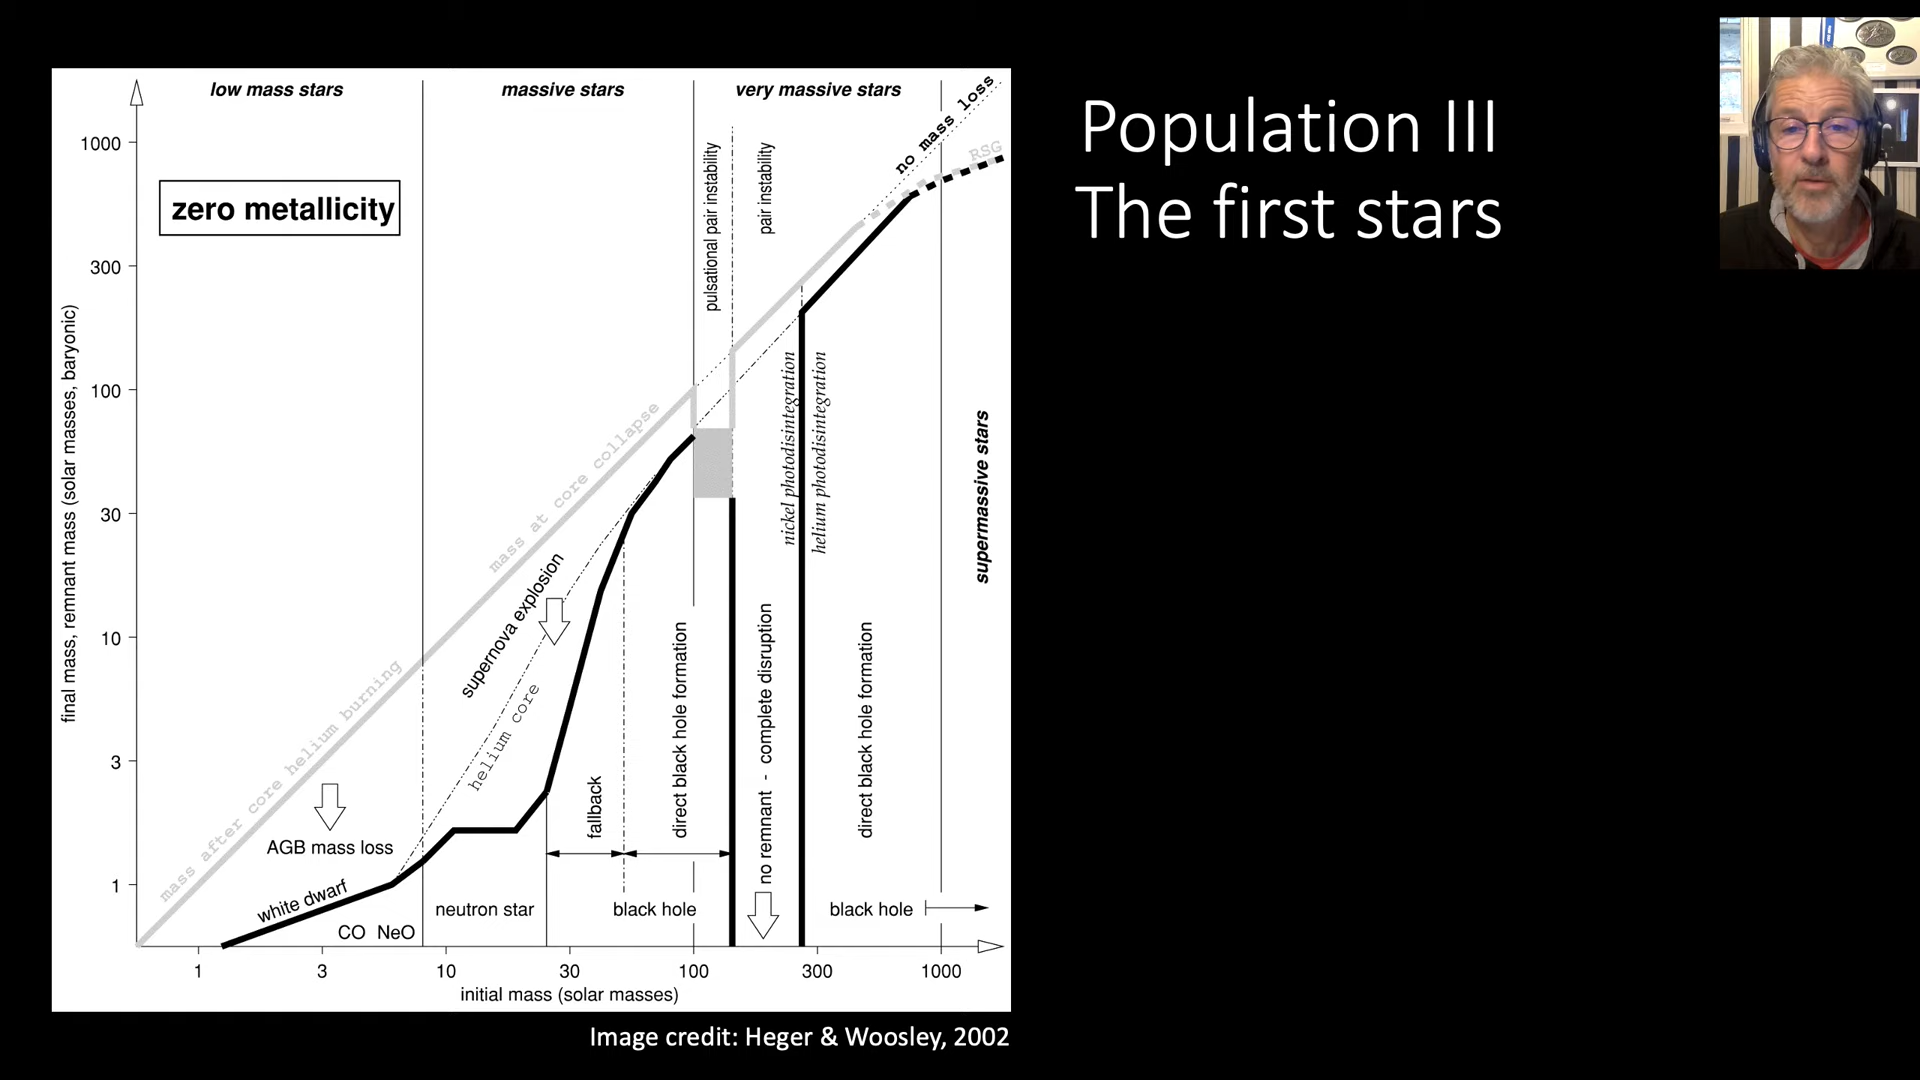 low mass stars
massive stars
very massive stars
no mass loss
RSG
zero metallicity
pulsational pair instability
pair instability
1000
300
100
30
10
3
1
final mass, remnant mass (solar masses, baryonic)
mass after core helium burning
mass at core collapse
supernova explosion
helium core
AGB mass loss
white dwarf
CO NeO
neutron star
fallback
direct black hole formation
black hole
no remnant - complete disruption
nickel photodisintegration
helium photodisintegration
direct black hole formation
black hole
supermassive stars
1
3
10
30
100
300
1000
initial mass (solar masses)
Image credit: Heger & Woosley, 2002
Population III
The first stars